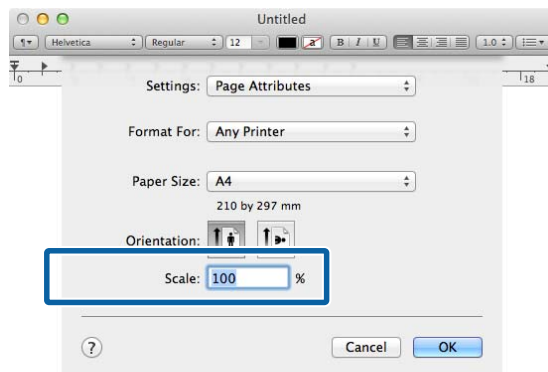 Untitled
Helvetica Regular 12 a B I U 1.0
0 18
Settings: Page Attributes
Format For: Any Printer
Paper Size: A4
210 by 297 mm
Orientation:
Scale: 100 %
? Cancel OK